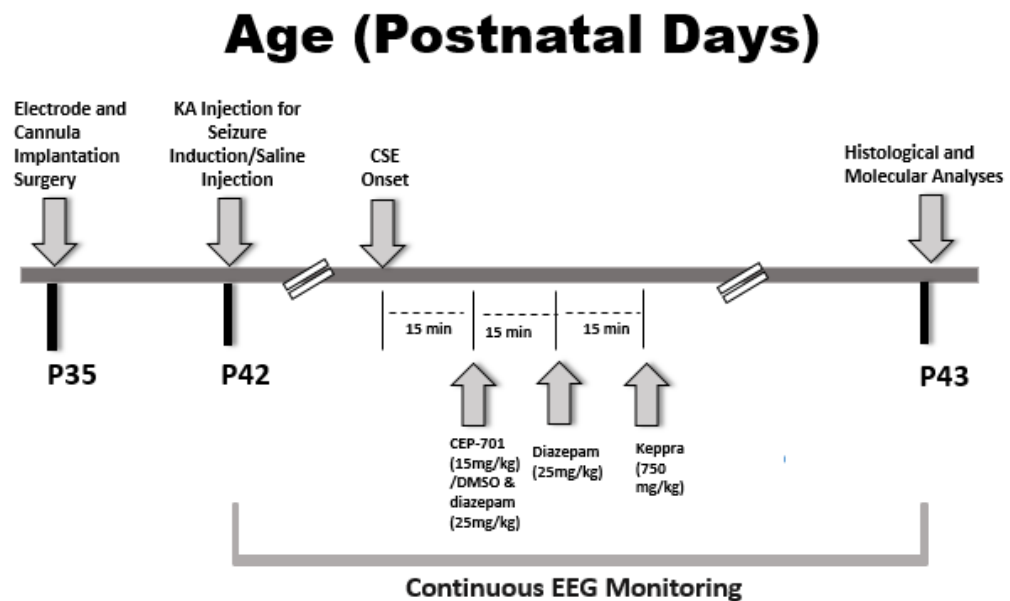 Age (Postnatal Days)
Electrode and
Cannula
Implantation
Surgery
KA Injection for
Seizure
Induction/Saline
Injection
CSE
Onset
Histological and
Molecular Analyses
15 min
15 min
15 min
P35
P42
P43
CEP-701
(15mg/kg)
/DMSO &
diazepam
(25mg/kg)
Diazepam
(25mg/kg)
Keppra
(750
mg/kg)
Continuous EEG Monitoring